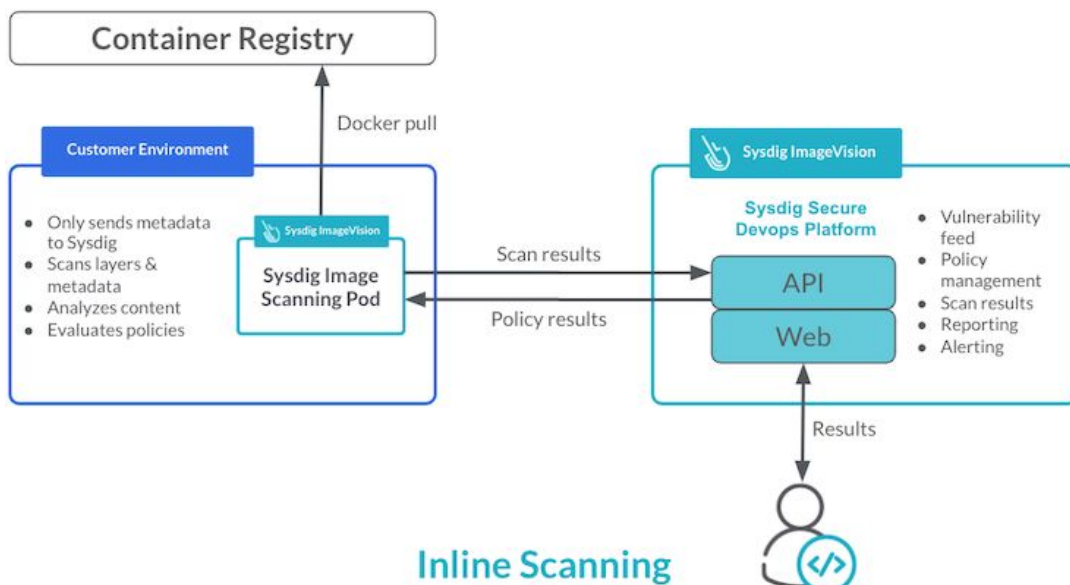 Container Registry
Docker pull
Customer Environment
● Only sends metadata
to Sysdig
● Scans layers &
metadata
● Analyzes content
● Evaluates policies
Sysdig ImageVision
Sysdig Image
Scanning Pod
Scan results
Policy results
Sysdig ImageVision
Sysdig Secure
Devops Platform
API
Web
● Vulnerability
feed
● Policy
management
● Scan results
● Reporting
● Alerting
Results
Inline Scanning
</>